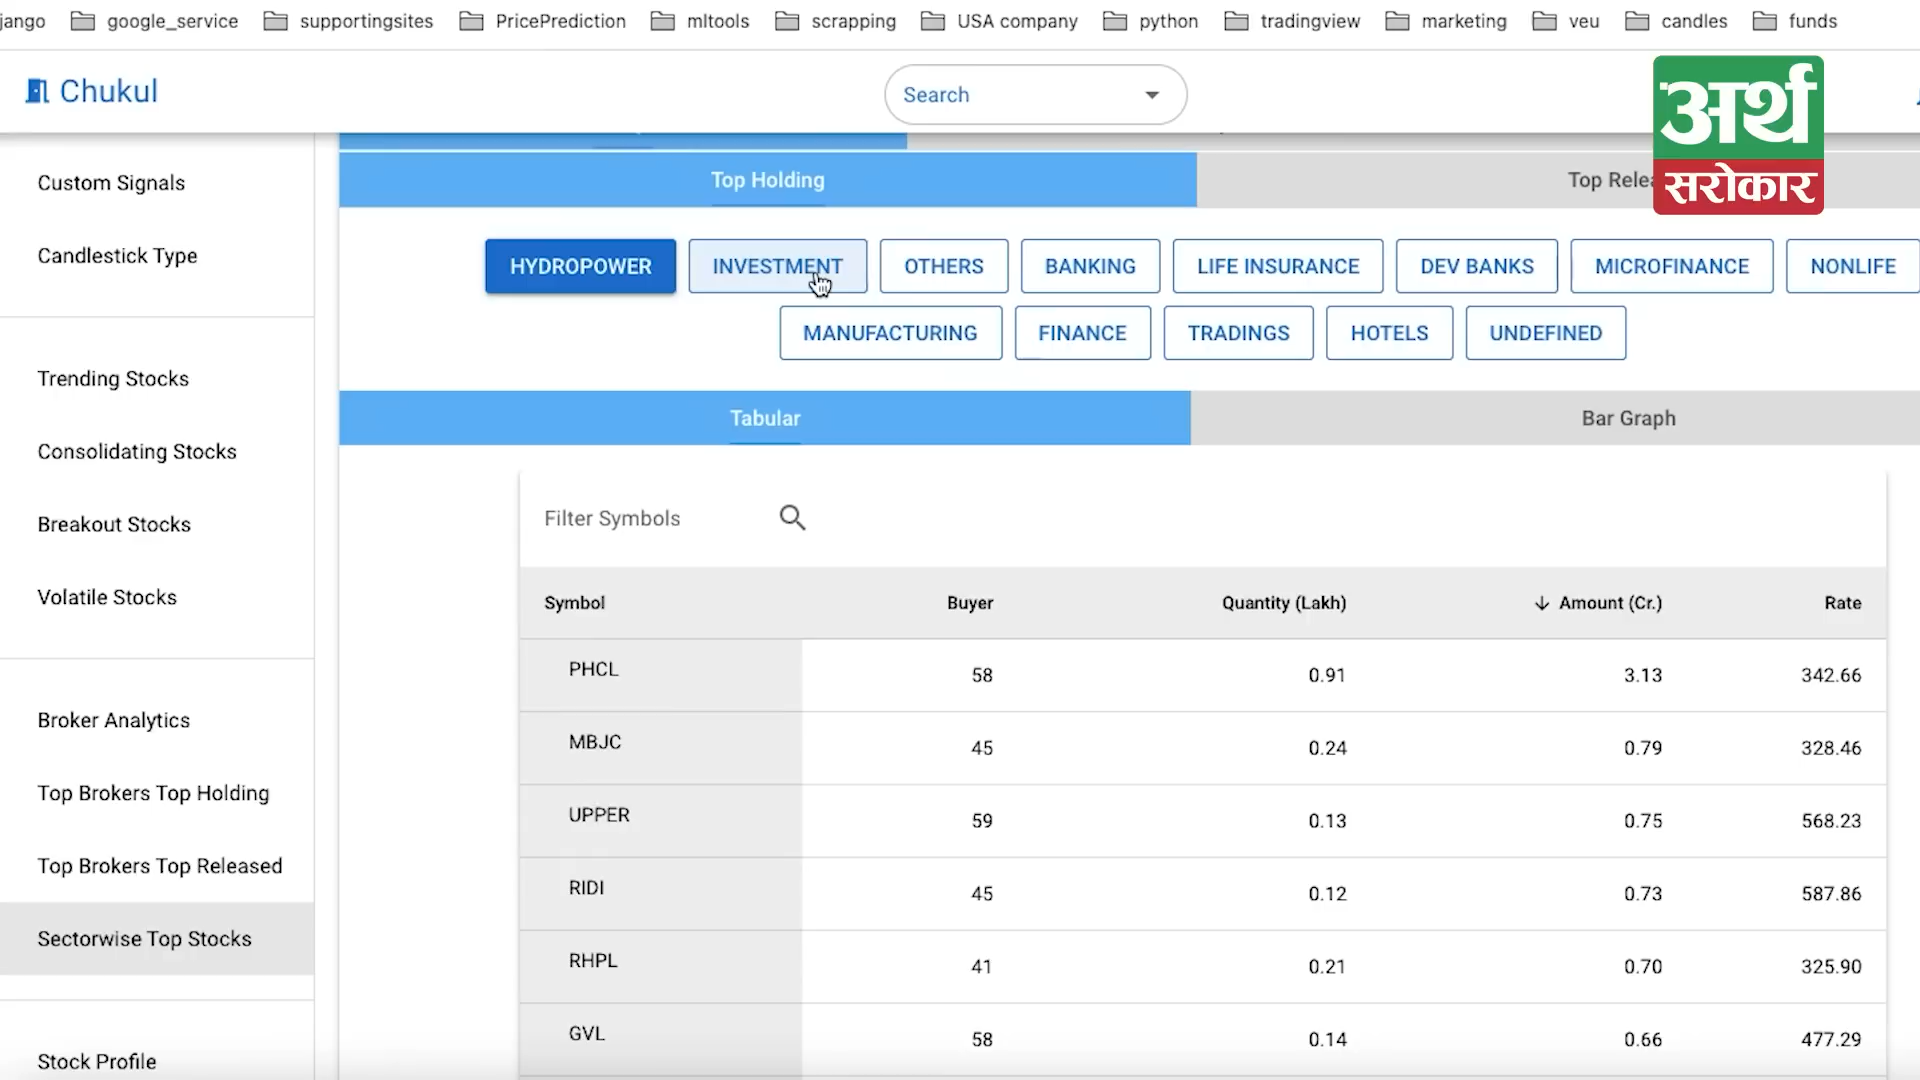 jango google_service supportingsites PricePrediction mltools scrapping USA company python tradingview marketing veu candles funds
Chukul
Search
अर्थ
सरोकार
Custom Signals
Candlestick Type
Trending Stocks
Consolidating Stocks
Breakout Stocks
Volatile Stocks
Broker Analytics
Top Brokers Top Holding
Top Brokers Top Released
Sectorwise Top Stocks
Stock Profile
Top Holding Top Relea
HYDROPOWER INVESTMENT OTHERS BANKING LIFE INSURANCE DEV BANKS MICROFINANCE NONLIFE
MANUFACTURING FINANCE TRADINGS HOTELS UNDEFINED
Tabular Bar Graph
Filter Symbols
Symbol Buyer Quantity (Lakh) Amount (Cr.) Rate
PHCL 58 0.91 3.13 342.66
MBJC 45 0.24 0.79 328.46
UPPER 59 0.13 0.75 568.23
RIDI 45 0.12 0.73 587.86
RHPL 41 0.21 0.70 325.90
GVL 58 0.14 0.66 477.29